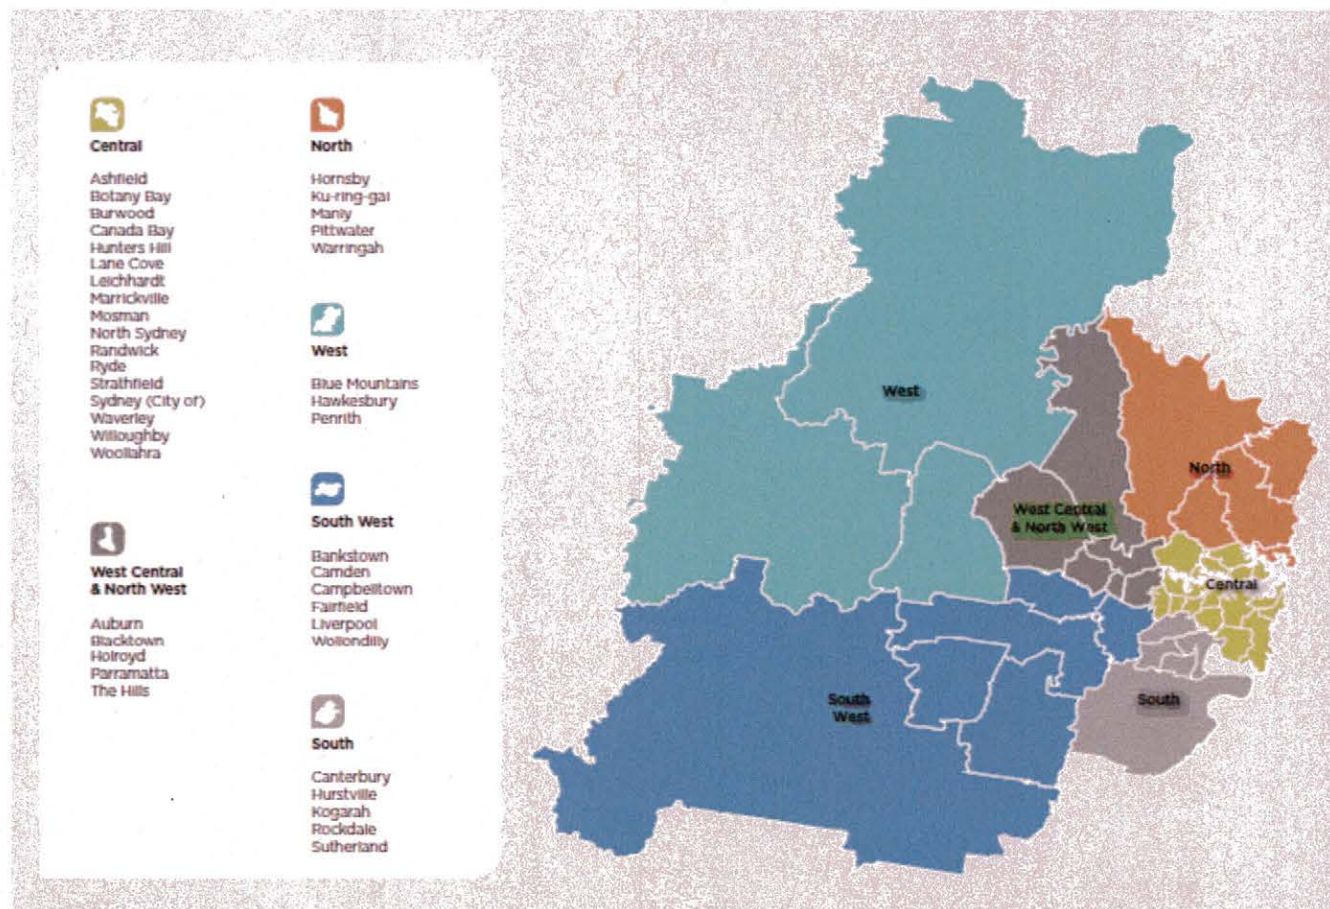 Central
Ashfield
Botany Bay
Burwood
Canada Bay
Hunters Hill
Lane Cove
Leichhardt
Marrickville
Mosman
North Sydney
Randwick
Ryde
Strathfield
Sydney (City of)
Waverley
Willoughby
Woollahra
West Central
& North West
Auburn
Blacktown
Holroyd
Parramatta
The Hills
North
Hornsby
Ku-ring-gai
Manly
Pittwater
Warringah
West
Blue Mountains
Hawkesbury
Penrith
South West
Bankstown
Camden
Campbelltown
Fairfield
Liverpool
Wollondilly
South
Canterbury
Hurstville
Kogarah
Rockdale
Sutherland
West
North
West Central
& North West
Central
South
West
South